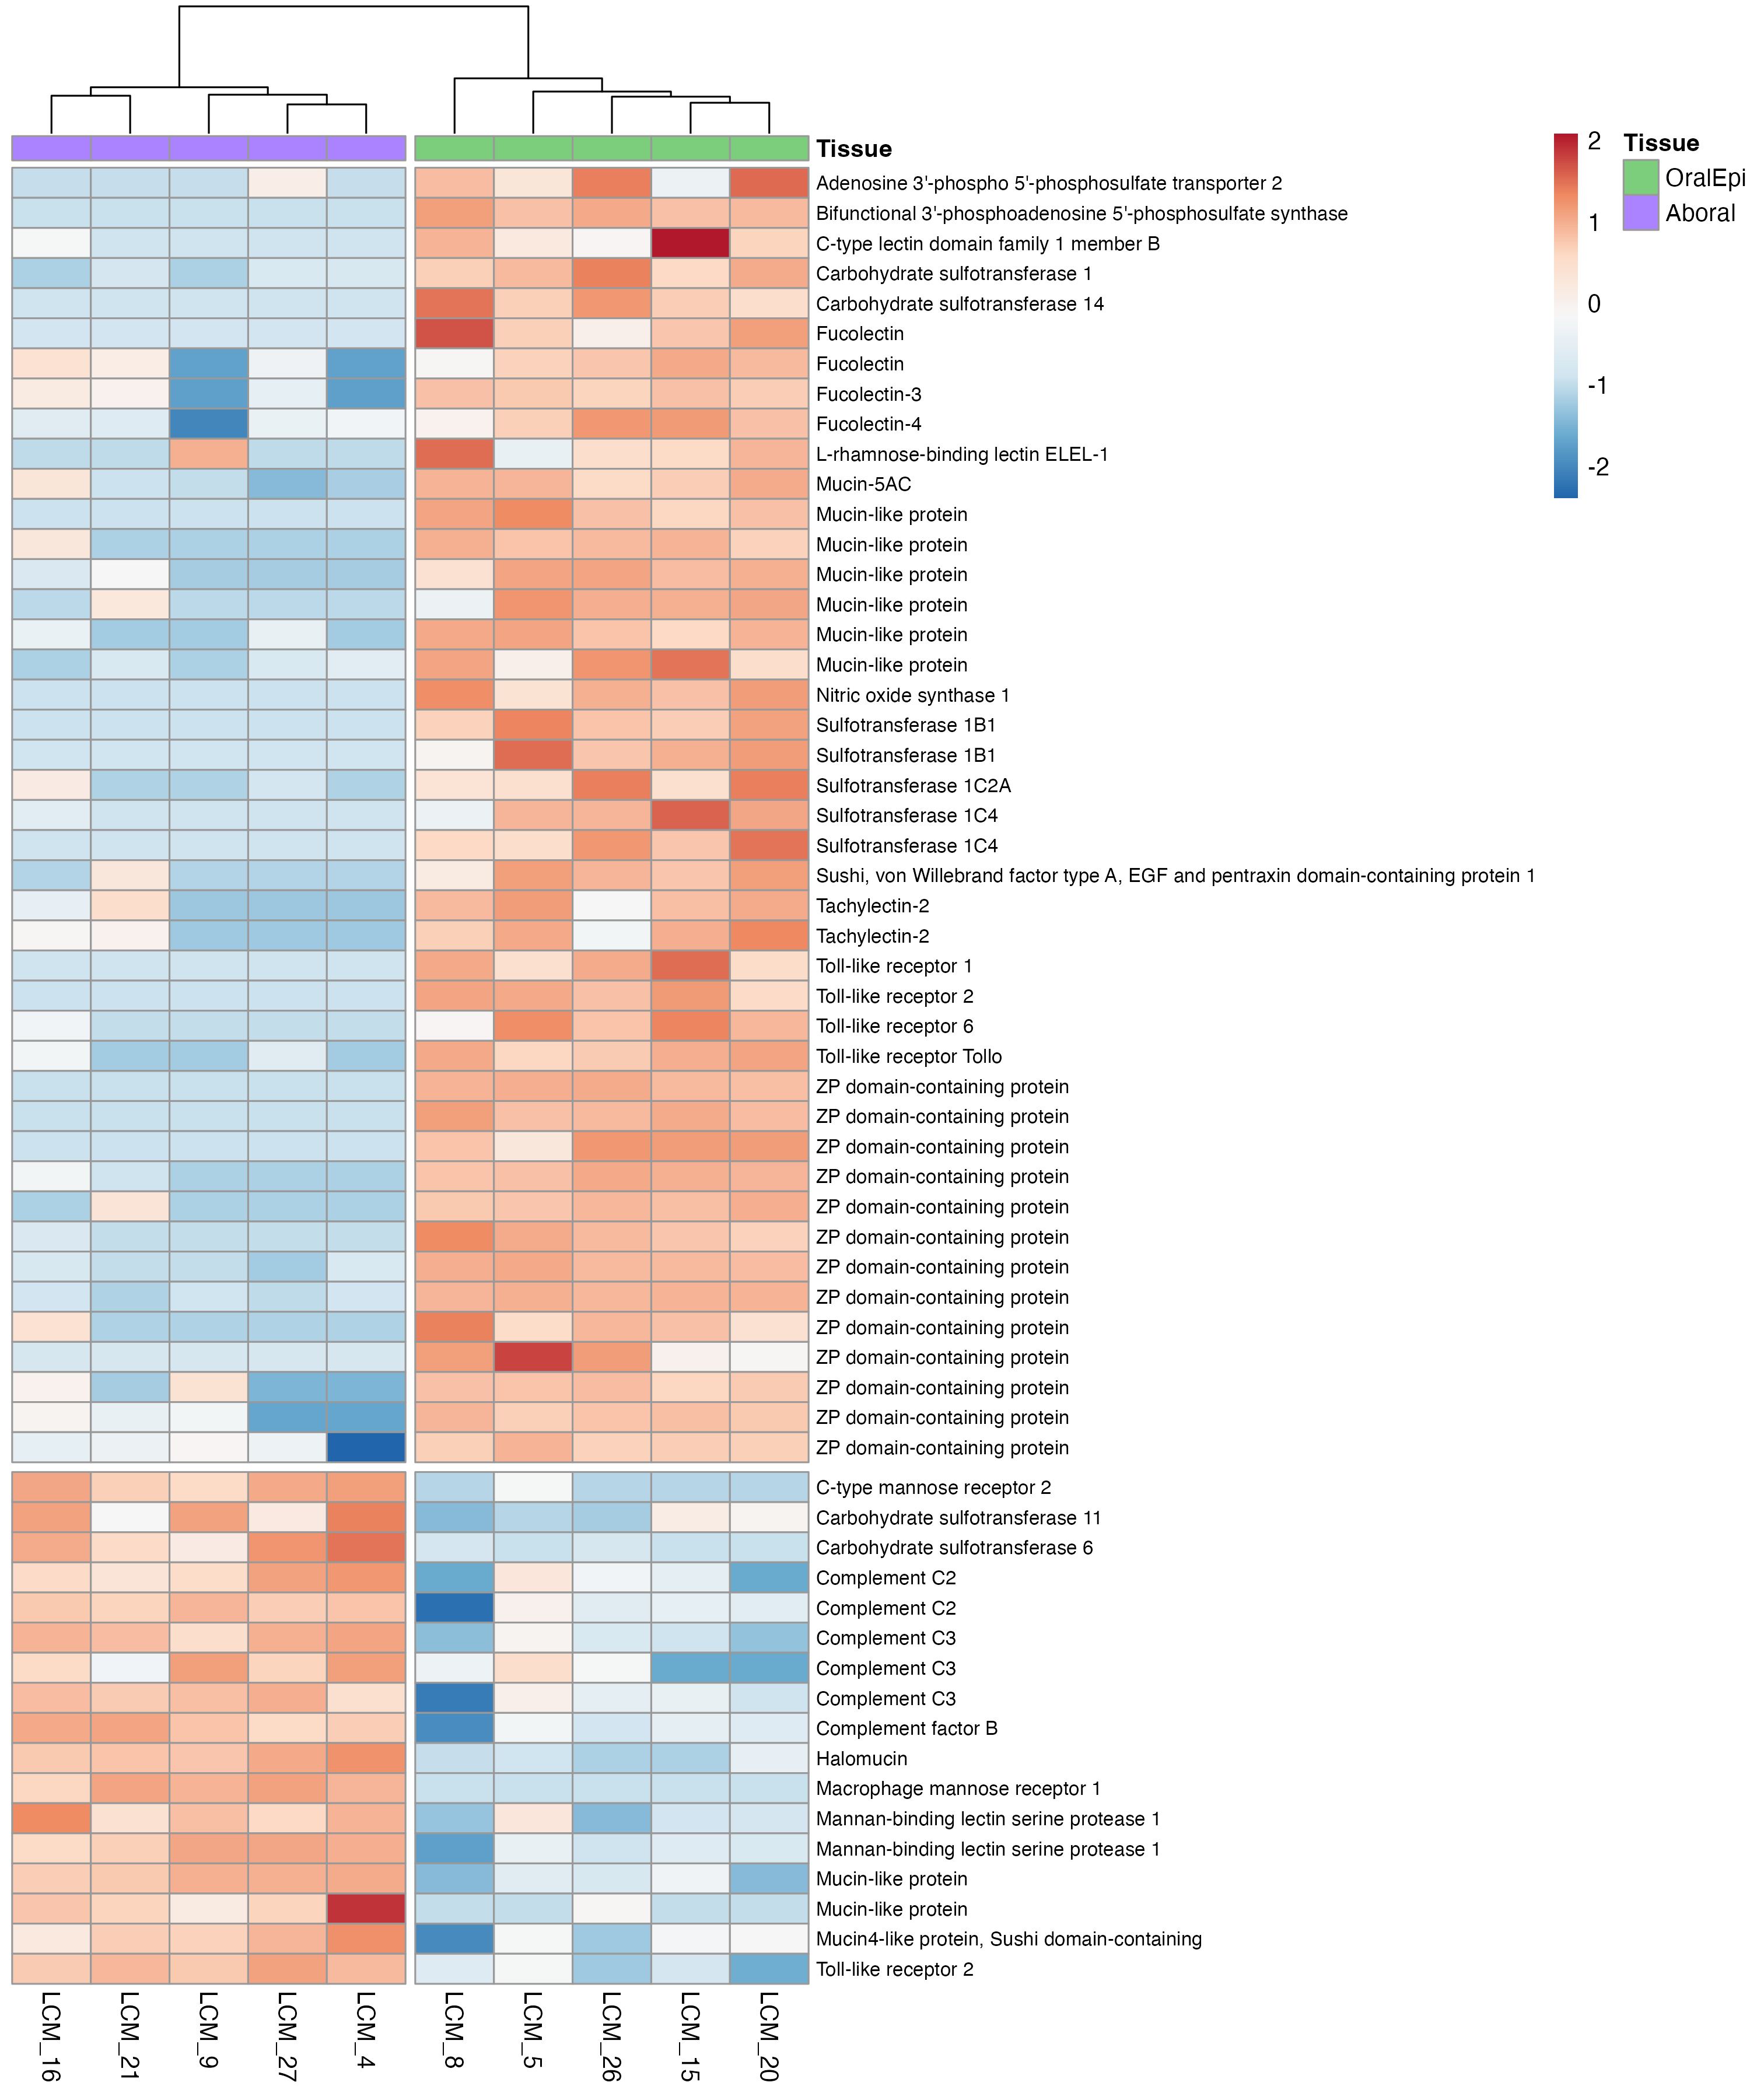 Tissue
Adenosine 3'-phospho 5'-phosphosulfate transporter 2
Bifunctional 3'-phosphoadenosine 5'-phosphosulfate synthase
C-type lectin domain family 1 member B
Carbohydrate sulfotransferase 1
Carbohydrate sulfotransferase 14
Fucolectin
Fucolectin
Fucolectin-3
Fucolectin-4
L-rhamnose-binding lectin ELEL-1
Mucin-5AC
Mucin-like protein
Mucin-like protein
Mucin-like protein
Mucin-like protein
Mucin-like protein
Mucin-like protein
Nitric oxide synthase 1
Sulfotransferase 1B1
Sulfotransferase 1B1
Sulfotransferase 1C2A
Sulfotransferase 1C4
Sulfotransferase 1C4
Sushi, von Willebrand factor type A, EGF and pentraxin domain-containing protein 1
Tachylectin-2
Tachylectin-2
Toll-like receptor 1
Toll-like receptor 2
Toll-like receptor 6
Toll-like receptor Tollo
ZP domain-containing protein
ZP domain-containing protein
ZP domain-containing protein
ZP domain-containing protein
ZP domain-containing protein
ZP domain-containing protein
ZP domain-containing protein
ZP domain-containing protein
ZP domain-containing protein
ZP domain-containing protein
ZP domain-containing protein
ZP domain-containing protein
ZP domain-containing protein
C-type mannose receptor 2
Carbohydrate sulfotransferase 11
Carbohydrate sulfotransferase 6
Complement C2
Complement C2
Complement C3
Complement C3
Complement C3
Complement factor B
Halomucin
Macrophage mannose receptor 1
Mannan-binding lectin serine protease 1
Mannan-binding lectin serine protease 1
Mucin-like protein
Mucin-like protein
Mucin4-like protein, Sushi domain-containing
Toll-like receptor 2
LCM_16
LCM_21
LCM_9
LCM_27
LCM_4
LCM_8
LCM_5
LCM_26
LCM_15
LCM_20
2
1
0
-1
-2
Tissue
OralEpi
Aboral